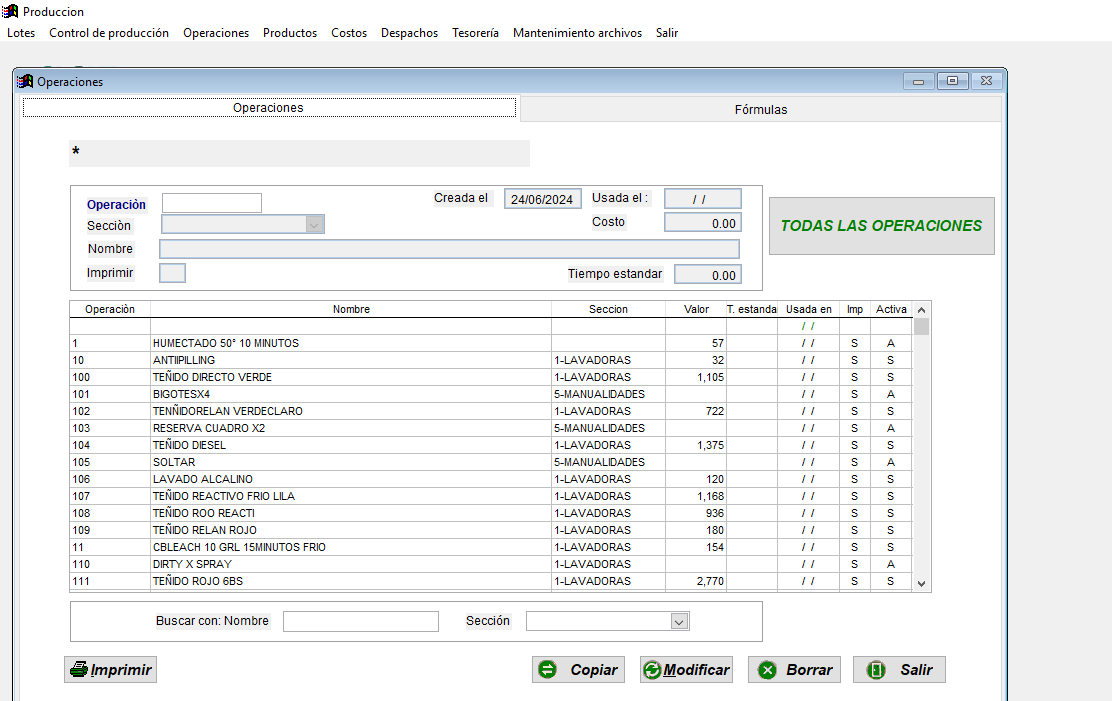 Produccion
Lotes Control de producción Operaciones Productos Costos Despachos Tesorería Mantenimiento archivos Salir
Operaciones
Operaciones Fórmulas
*
Operaciòn Creada el 24/06/2024 Usada el : / /
Secciòn Costo 0.00
TODAS LAS OPERACIONES
Nombre
Imprimir Tiempo estandar 0.00
Operaciòn Nombre Seccion Valor T. estanda Usada en Imp Activa
/ /
1 HUMECTADO 50° 10 MINUTOS 57 / / S A
10 ANTIIPILLING 1-LAVADORAS 32 / / S S
100 TEÑIDO DIRECTO VERDE 1-LAVADORAS 1,105 / / S S
101 BIGOTESX4 5-MANUALIDADES / / S A
102 TENÑIDORELAN VERDECLARO 1-LAVADORAS 722 / / S S
103 RESERVA CUADRO X2 5-MANUALIDADES / / S A
104 TEÑIDO DIESEL 1-LAVADORAS 1,375 / / S S
105 SOLTAR 5-MANUALIDADES / / S A
106 LAVADO ALCALINO 1-LAVADORAS 120 / / S S
107 TEÑIDO REACTIVO FRIO LILA 1-LAVADORAS 1,168 / / S S
108 TEÑIDO ROO REACTI 1-LAVADORAS 936 / / S S
109 TEÑIDO RELAN ROJO 1-LAVADORAS 180 / / S S
11 CBLEACH 10 GRL 15MINUTOS FRIO 1-LAVADORAS 154 / / S S
110 DIRTY X SPRAY 1-LAVADORAS / / S A
111 TEÑIDO ROJO 6BS 1-LAVADORAS 2,770 / / S S
Buscar con: Nombre Sección
Imprimir Copiar Modificar Borrar Salir